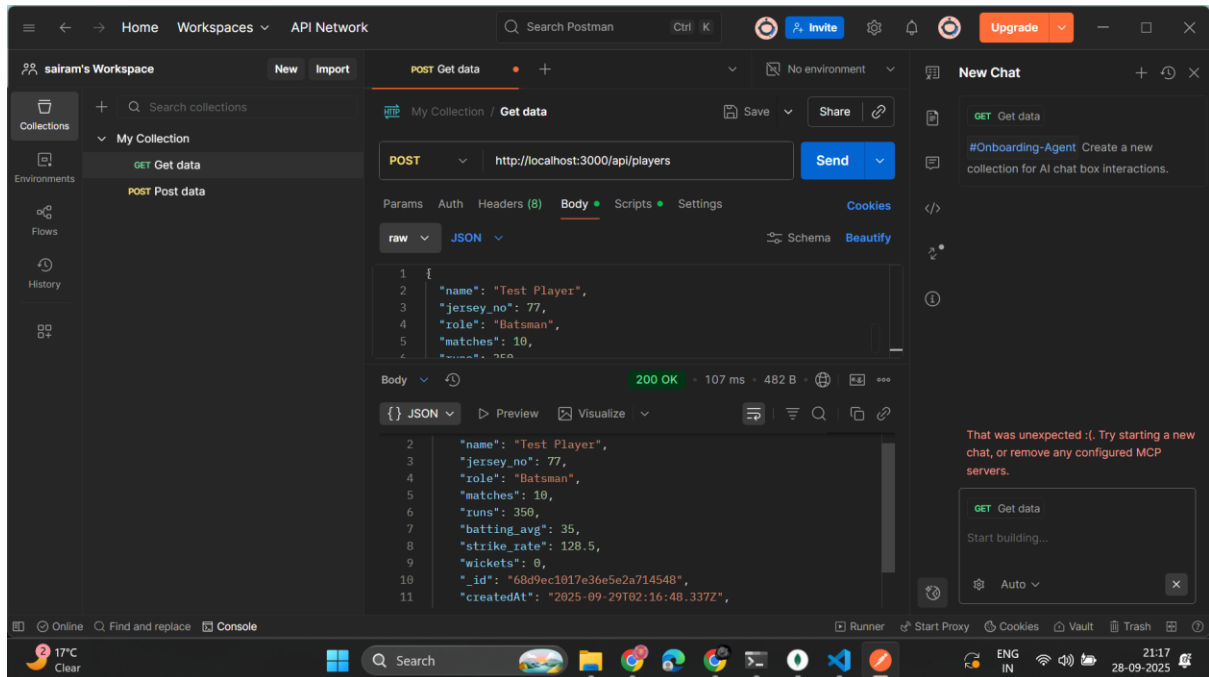 Home Workspaces API Network Search Postman Ctrl K Invite Upgrade
sairam's Workspace New Import POST Get data No environment New Chat
Collections
Environments
Flows
History
Search collections
My Collection
GET Get data
POST Post data
HTTP My Collection / Get data Save Share
POST http://localhost:3000/api/players Send
Params Auth Headers (8) Body Scripts Settings Cookies
raw JSON Schema Beautify
1 {
2 "name": "Test Player",
3 "jersey_no": 77,
4 "role": "Batsman",
5 "matches": 10,
6 "runs": 350
Body 200 OK 107 ms 482 B
{} JSON Preview Visualize
2 "name": "Test Player",
3 "jersey_no": 77,
4 "role": "Batsman",
5 "matches": 10,
6 "runs": 350,
7 "batting_avg": 35,
8 "strike_rate": 128.5,
9 "wickets": 0,
10 "_id": "68d9ec1017e36e5e2a714548",
11 "createdAt": "2025-09-29T02:16:48.337Z",
GET Get data
#Onboarding-Agent Create a new
collection for AI chat box interactions.
That was unexpected :(. Try starting a new
chat, or remove any configured MCP
servers.
GET Get data
Start building...
Auto
Online Find and replace Console Runner Start Proxy Cookies Vault Trash
2 17°C
Clear
Search
ENG
IN
21:17
28-09-2025